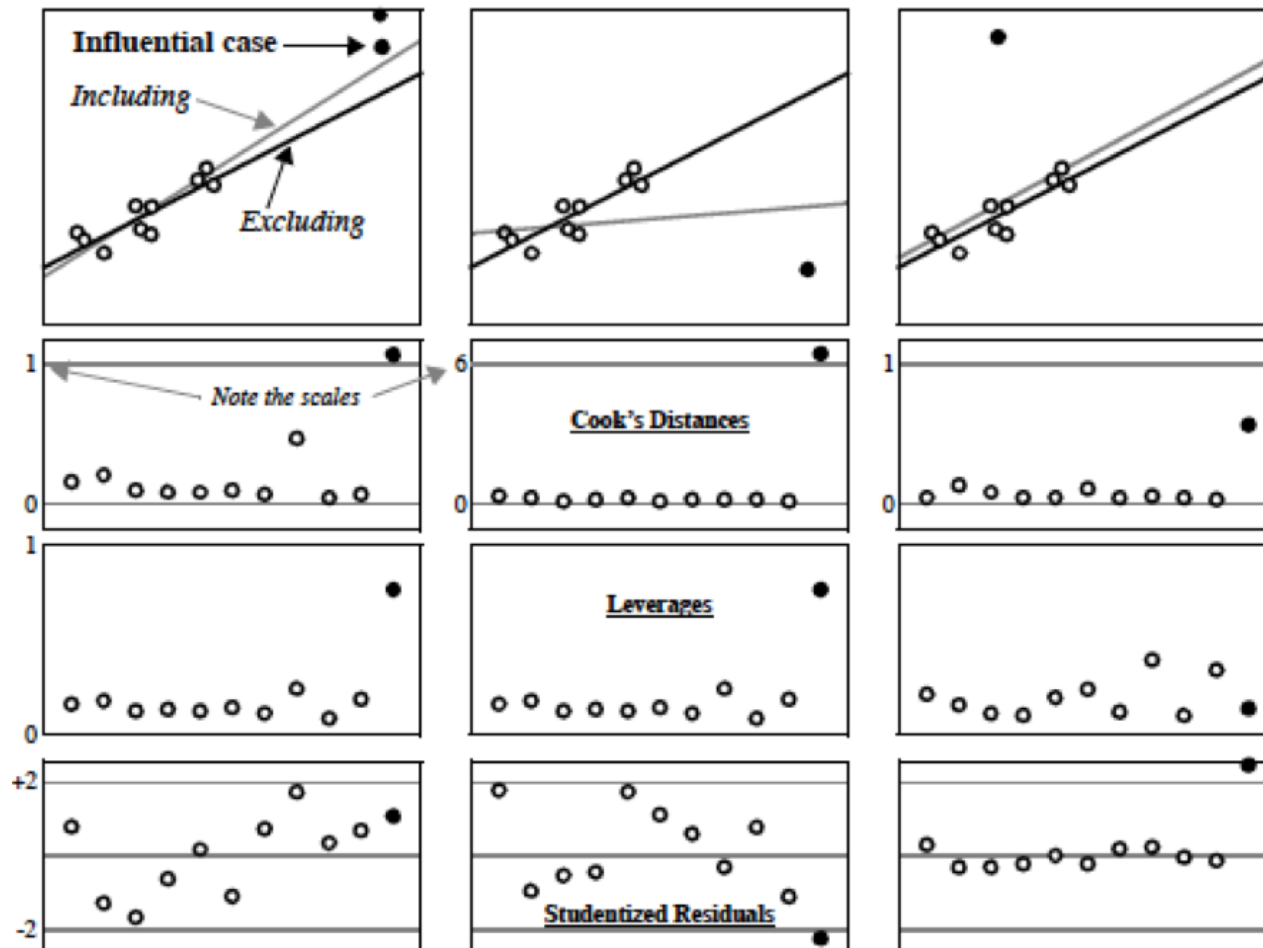 Influential case
Including
Excluding
1
Note the scales
0
6
Cook's Distances
0
1
0
1
0
Leverages
+2
-2
Studentized Residuals